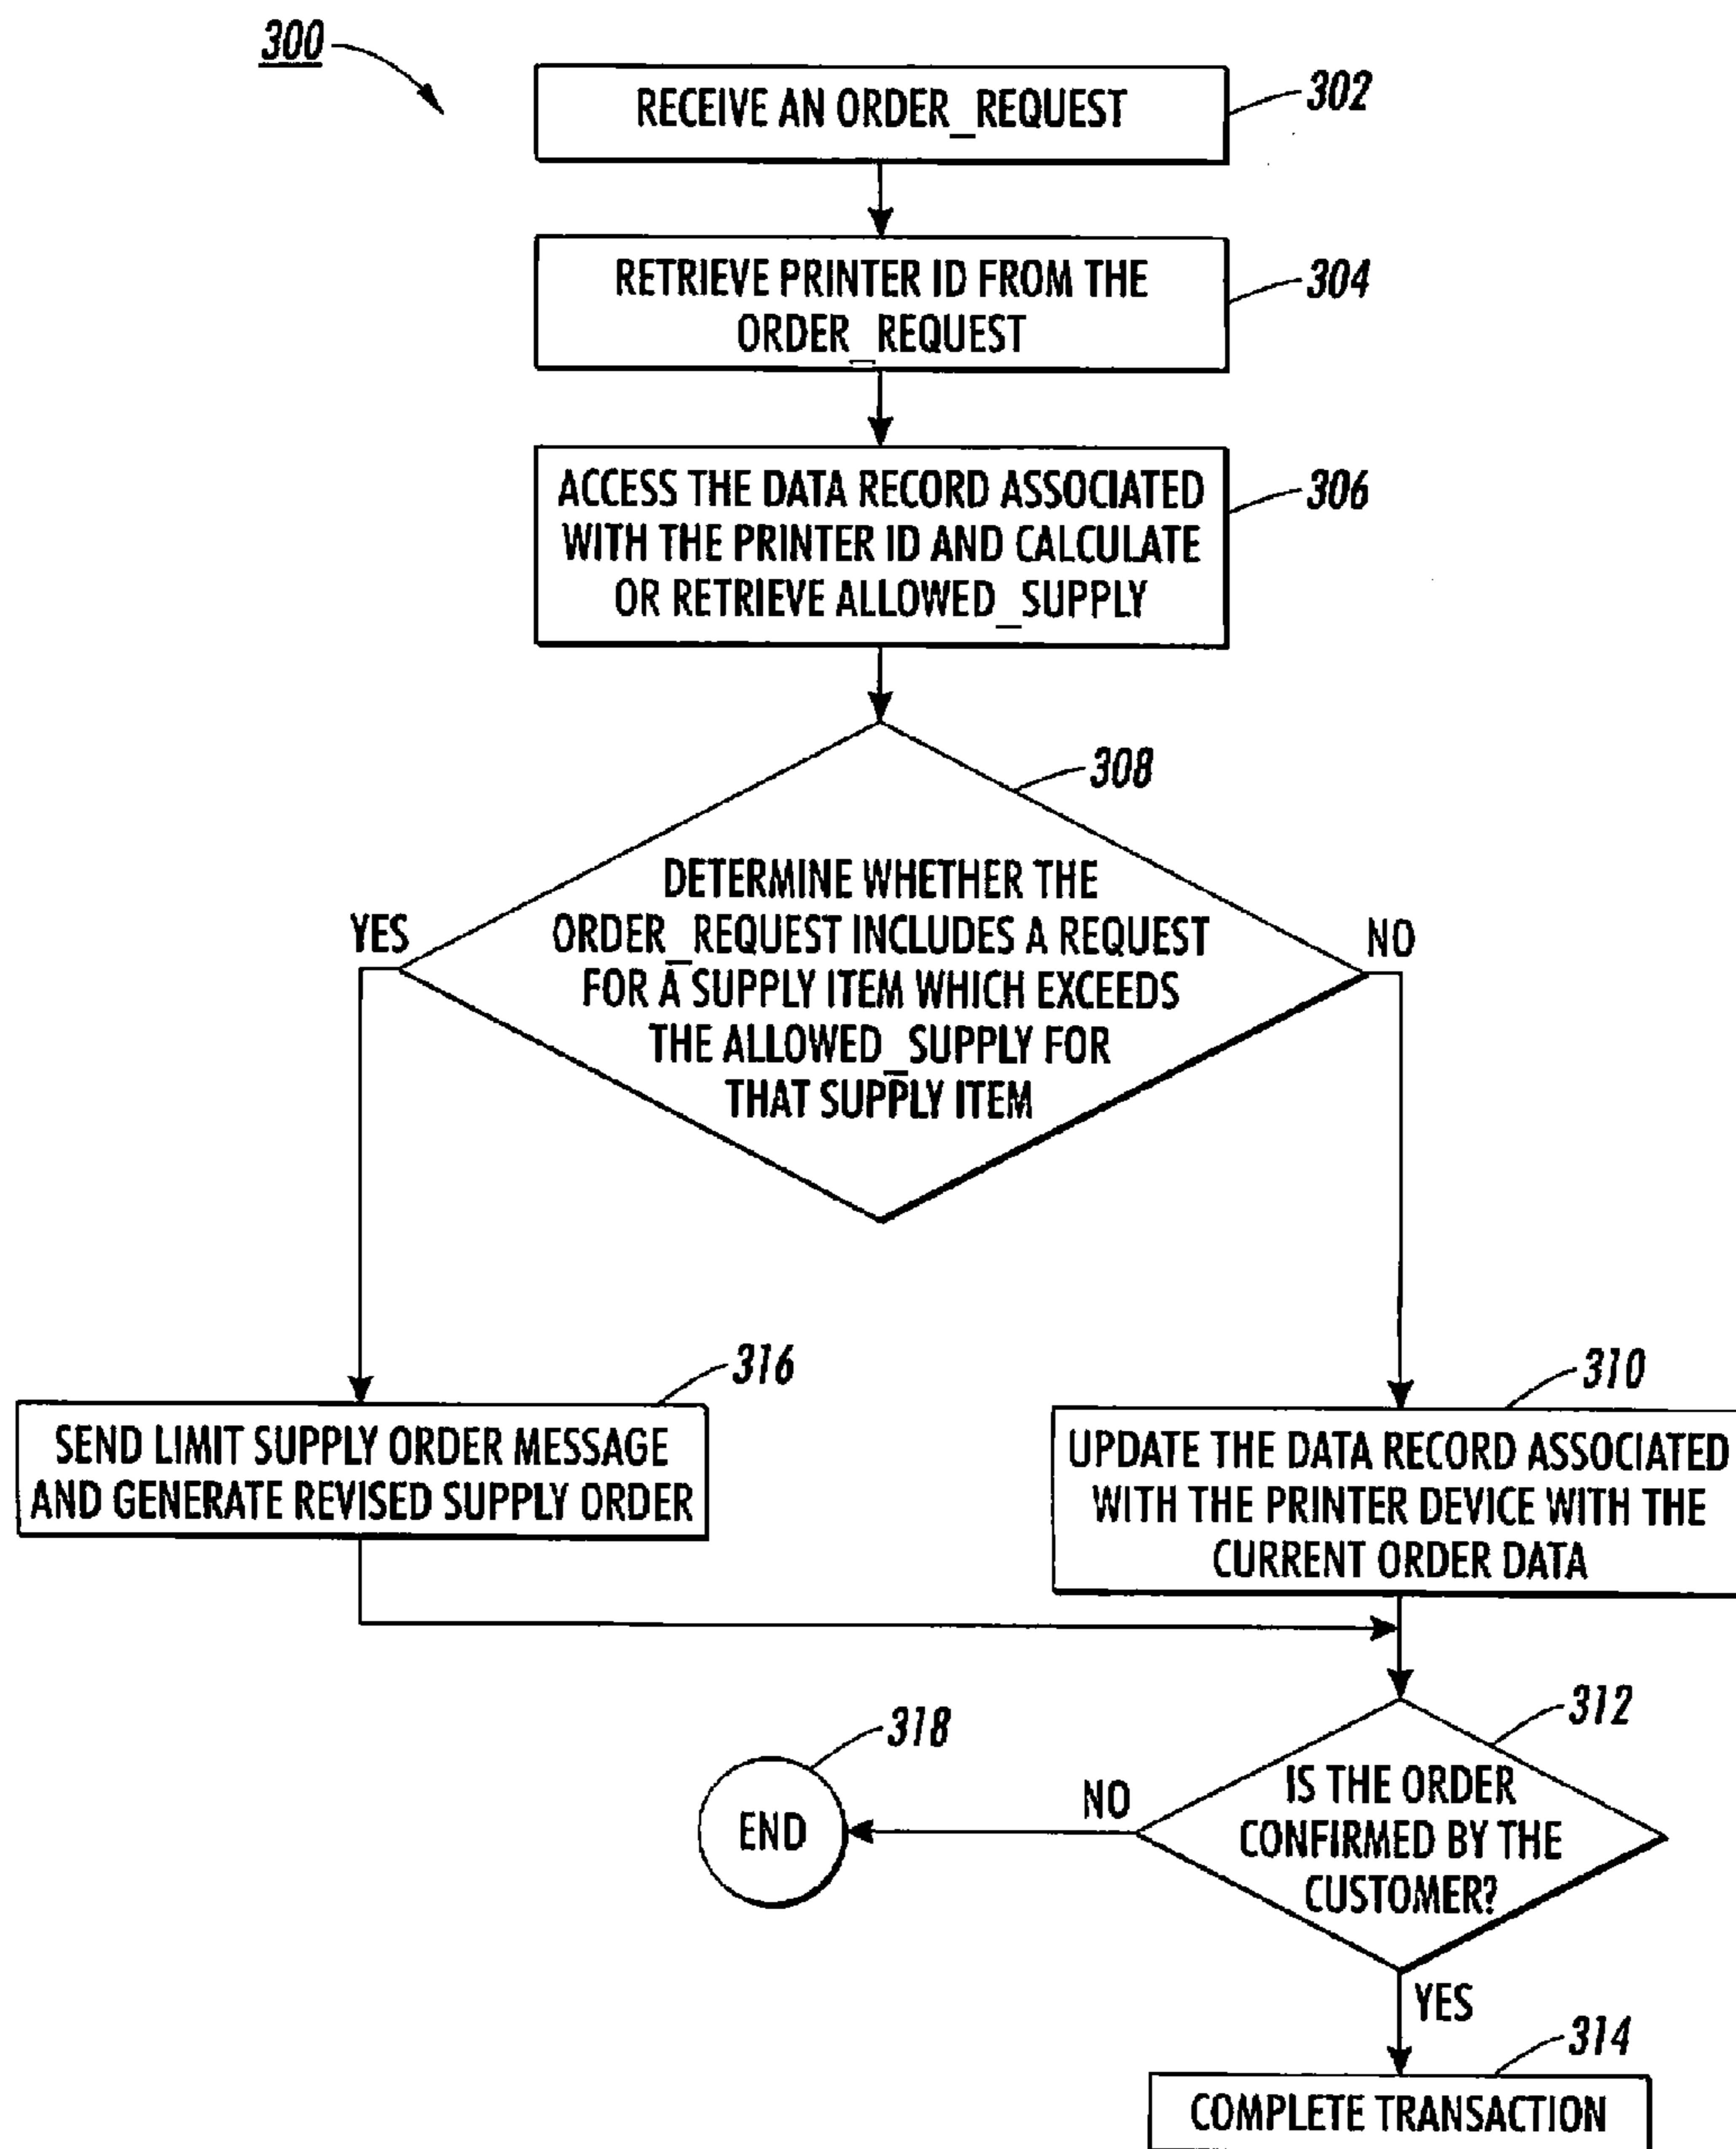 300
RECEIVE AN ORDER_REQUEST
302
RETRIEVE PRINTER ID FROM THE
ORDER_REQUEST
304
ACCESS THE DATA RECORD ASSOCIATED
WITH THE PRINTER ID AND CALCULATE
OR RETRIEVE ALLOWED_SUPPLY
306
308
DETERMINE WHETHER THE
ORDER_REQUEST INCLUDES A REQUEST
FOR A SUPPLY ITEM WHICH EXCEEDS
THE ALLOWED_SUPPLY FOR
THAT SUPPLY ITEM
YES
NO
316
SEND LIMIT SUPPLY ORDER MESSAGE
AND GENERATE REVISED SUPPLY ORDER
310
UPDATE THE DATA RECORD ASSOCIATED
WITH THE PRINTER DEVICE WITH THE
CURRENT ORDER DATA
312
IS THE ORDER
CONFIRMED BY THE
CUSTOMER?
NO
318
END
YES
314
COMPLETE TRANSACTION